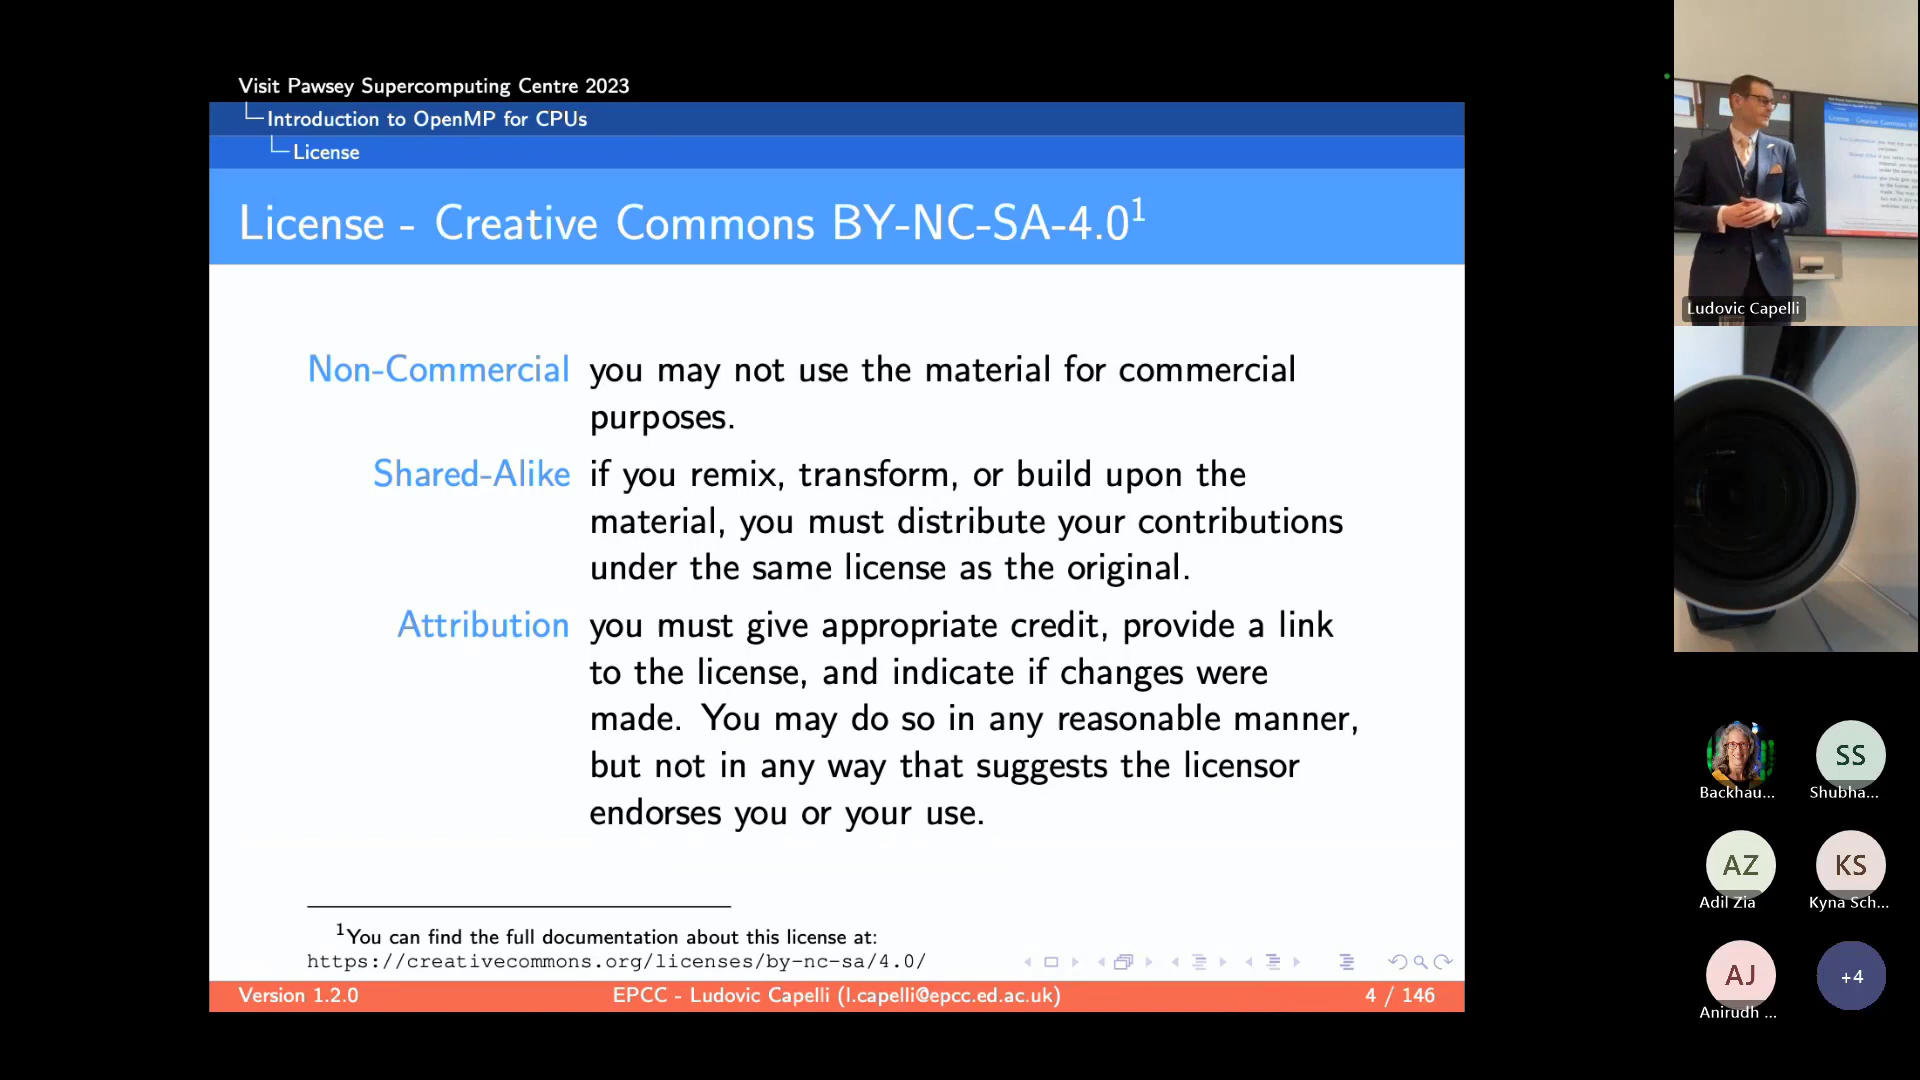 Visit Pawsey Supercomputing Centre 2023
Introduction to OpenMP for CPUs
License
License - Creative Commons BY-NC-SA-4.0¹
Non-Commercial you may not use the material for commercial
purposes.
Shared-Alike if you remix, transform, or build upon the
material, you must distribute your contributions
under the same license as the original.
Attribution you must give appropriate credit, provide a link
to the license, and indicate if changes were
made. You may do so in any reasonable manner,
but not in any way that suggests the licensor
endorses you or your use.
¹You can find the full documentation about this license at:
https://creativecommons.org/licenses/by-nc-sa/4.0/
Version 1.2.0
EPCC - Ludovic Capelli (l.capelli@epcc.ed.ac.uk)
4 / 146
Ludovic Capelli
Backhau...
SS
Shubha...
AZ
Adil Zia
KS
Kyna Sch...
AJ
Anirudh ...
+4